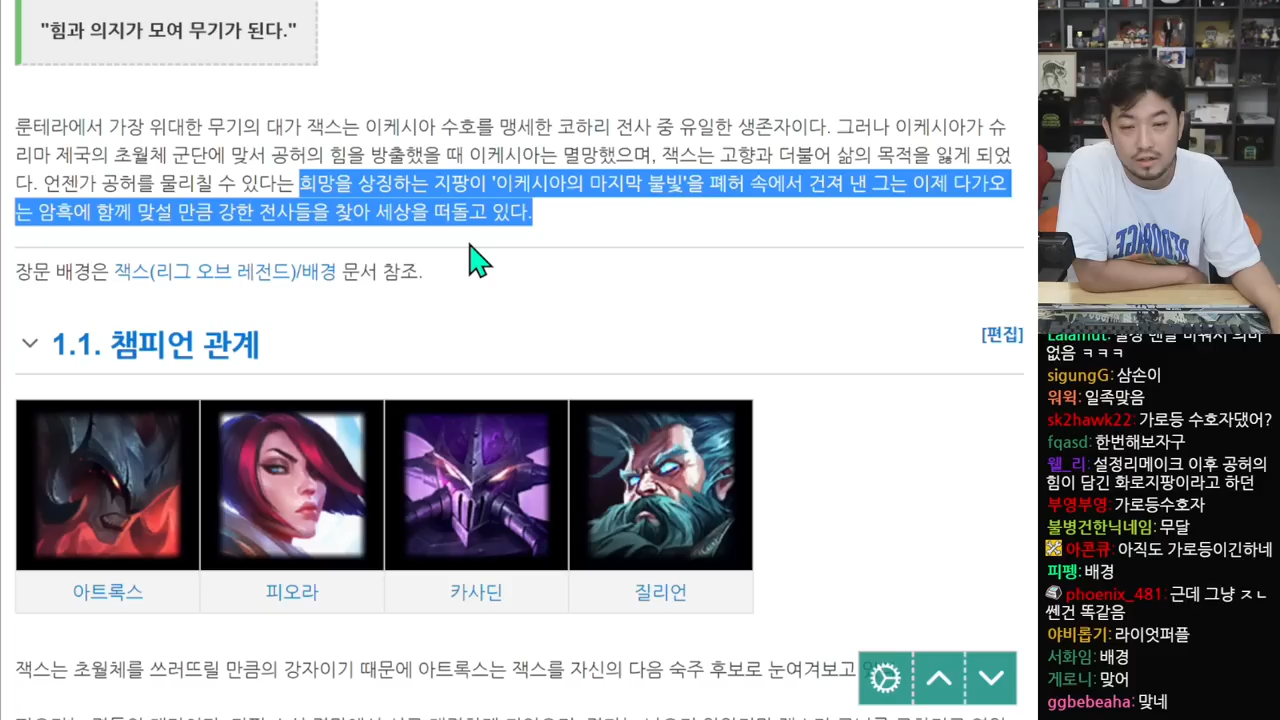 "힘과 의지가 모여 무기가 된다."
룬테라에서 가장 위대한 무기의 대가 잭스는 이케시아 수호를 맹세한 코하리 전사 중 유일한 생존자이다. 그러나 이케시아가 슈
리마 제국의 초월체 군단에 맞서 공허의 힘을 방출했을 때 이케시아는 멸망했으며, 잭스는 고향과 더불어 삶의 목적을 잃게 되었
다. 언젠가 공허를 물리칠 수 있다는 희망을 상징하는 지팡이 '이케시아의 마지막 불빛'을 폐허 속에서 건져 낸 그는 이제 다가오
는 암흑에 함께 맞설 만큼 강한 전사들을 찾아 세상을 떠돌고 있다.
장문 배경은 잭스(리그 오브 레전드)/배경 문서 참조.
1.1. 챔피언 관계
[편집]
아트록스
피오라
카사딘
질리언
잭스는 초월체를 쓰러뜨릴 만큼의 강자이기 때문에 아트록스는 잭스를 자신의 다음 숙주 후보로 눈여겨보고
없음 ㅋㅋㅋ
sigungG: 삼손이
워윅: 일족맞음
sk2hawk22: 가로등 수호자됐어?
fqasd: 한번해보자구
웰_리: 설정리메이크 이후 공허의
힘이 담긴 화로지팡이라고 하던
부영부영: 가로등수호자
불병건한닉네임: 무달
아콘큐: 아직도 가로등이긴하네
피펭: 배경
phoenix_481: 근데 그냥 ㅈㄴ
쎈건 똑같음
야비롭기: 라이엇퍼플
서화임: 배경
게로니: 맞어
ggbebeaha: 맞네